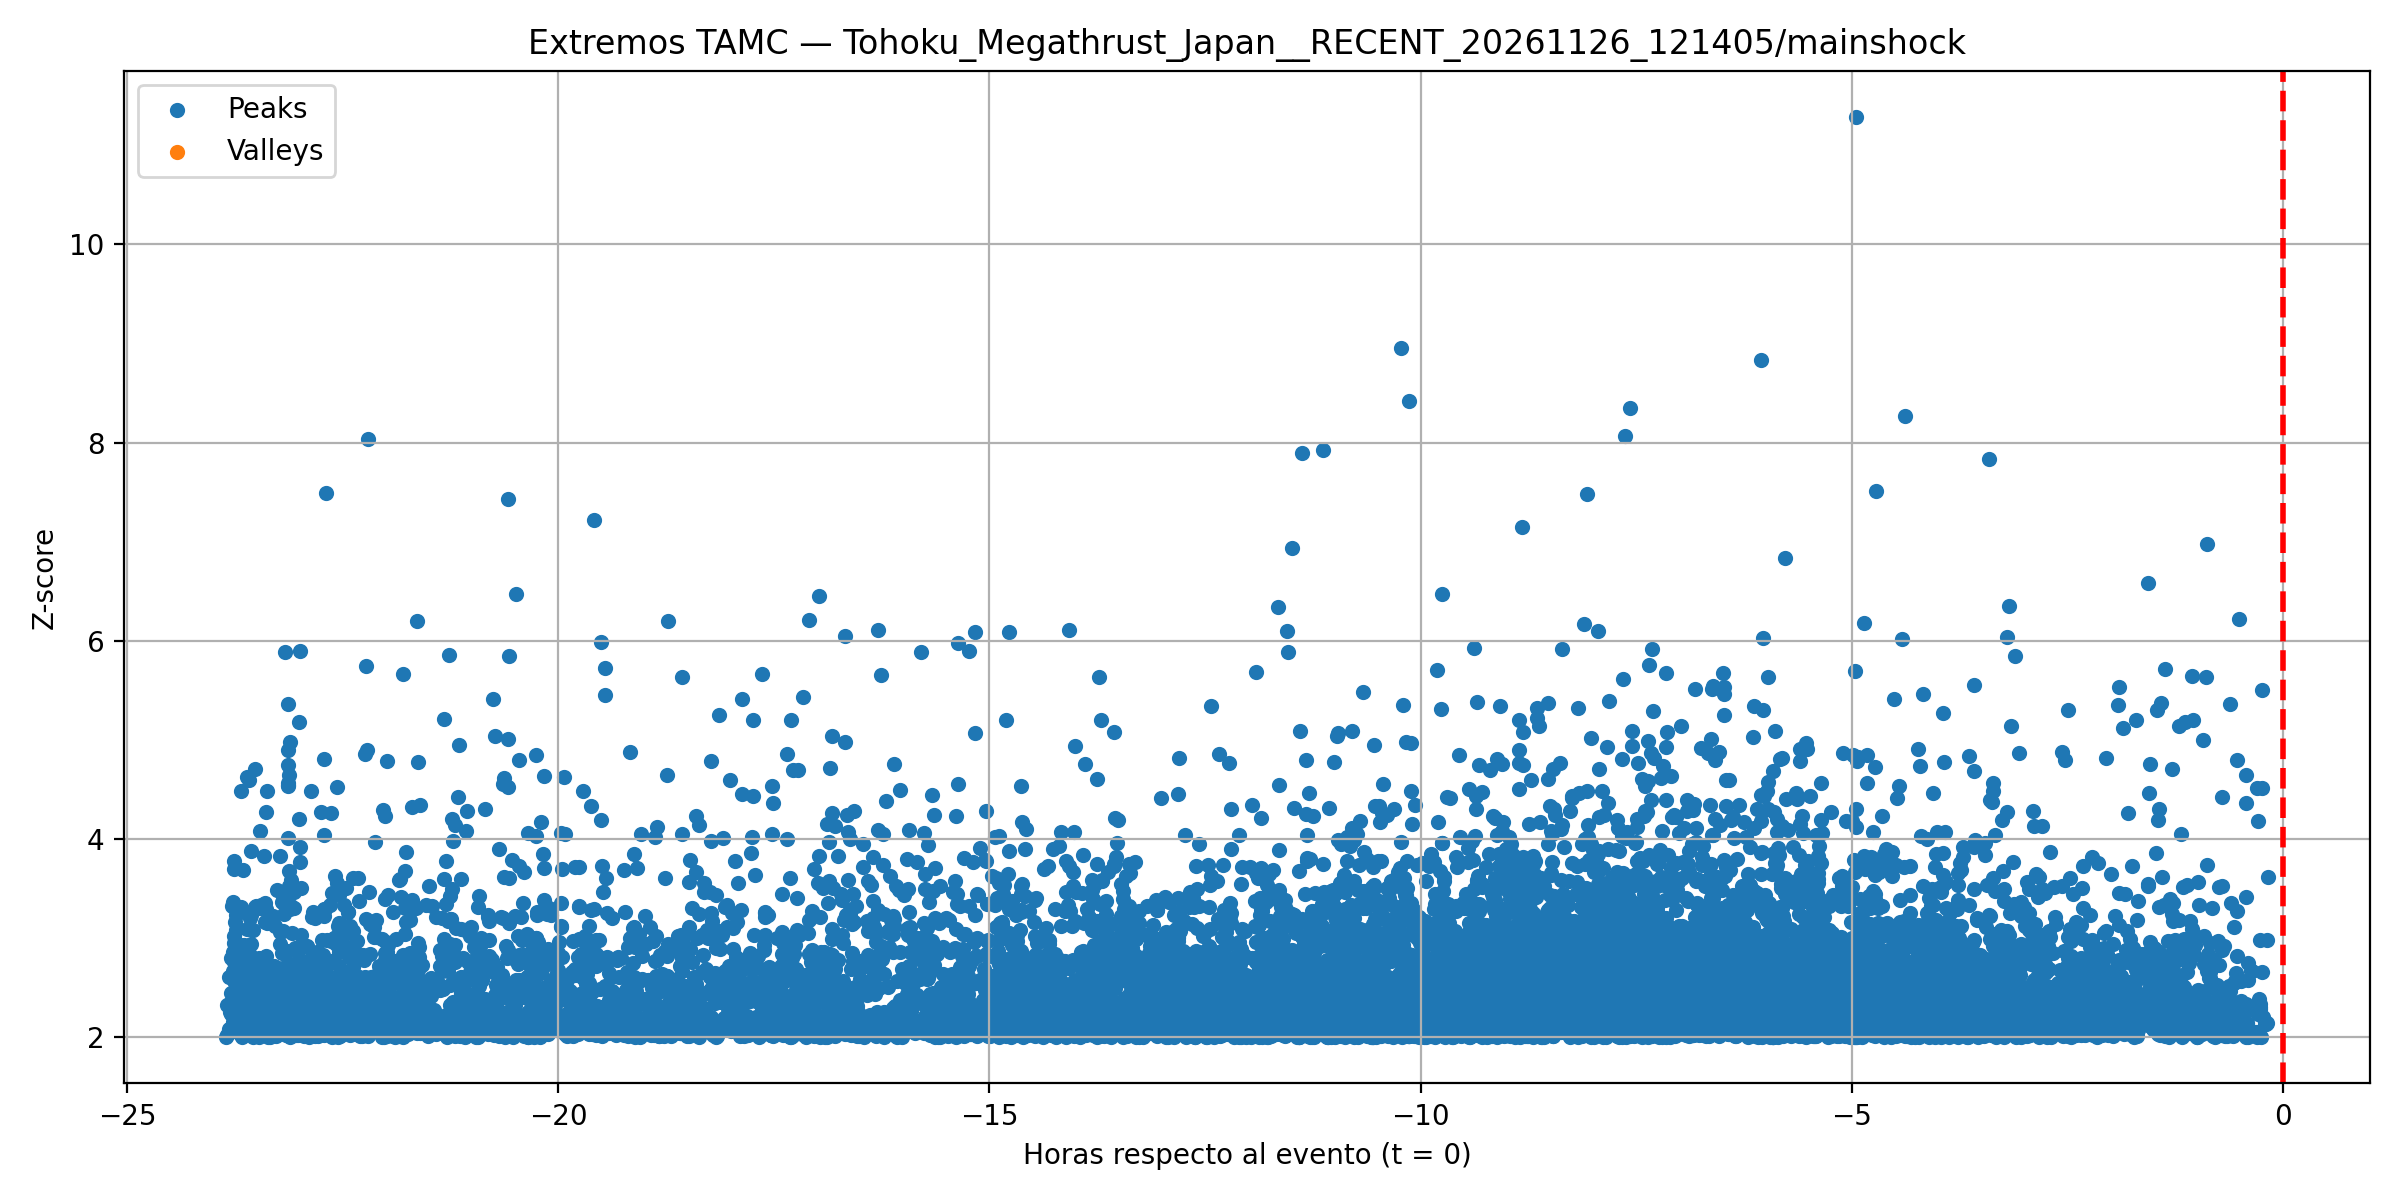 Extremos TAMC — Tohoku_Megathrust_Japan__RECENT_20261126_121405/mainshock
Peaks
Valleys
Z-score
10
8
6
4
2
−25
−20
−15
−10
−5
0
Horas respecto al evento (t = 0)